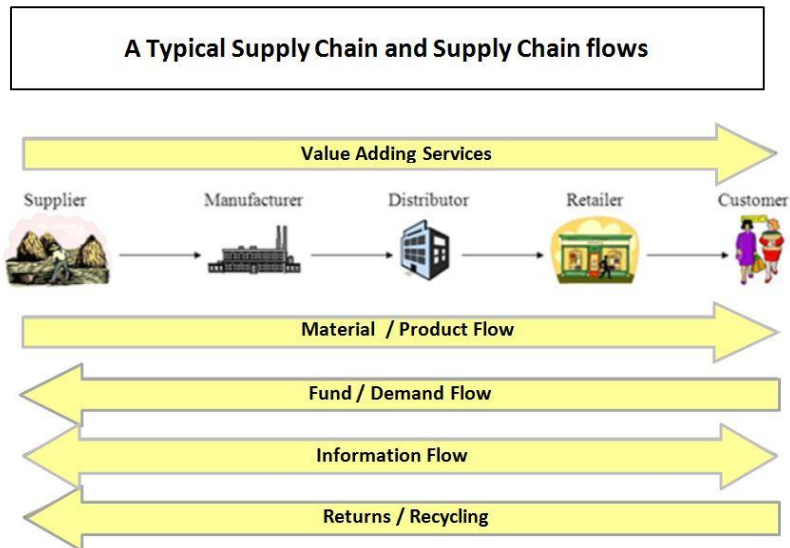 A Typical Supply Chain and Supply Chain flows
Value Adding Services
Supplier Manufacturer Distributor Retailer Customer
Material / Product Flow
Fund / Demand Flow
Information Flow
Returns / Recycling